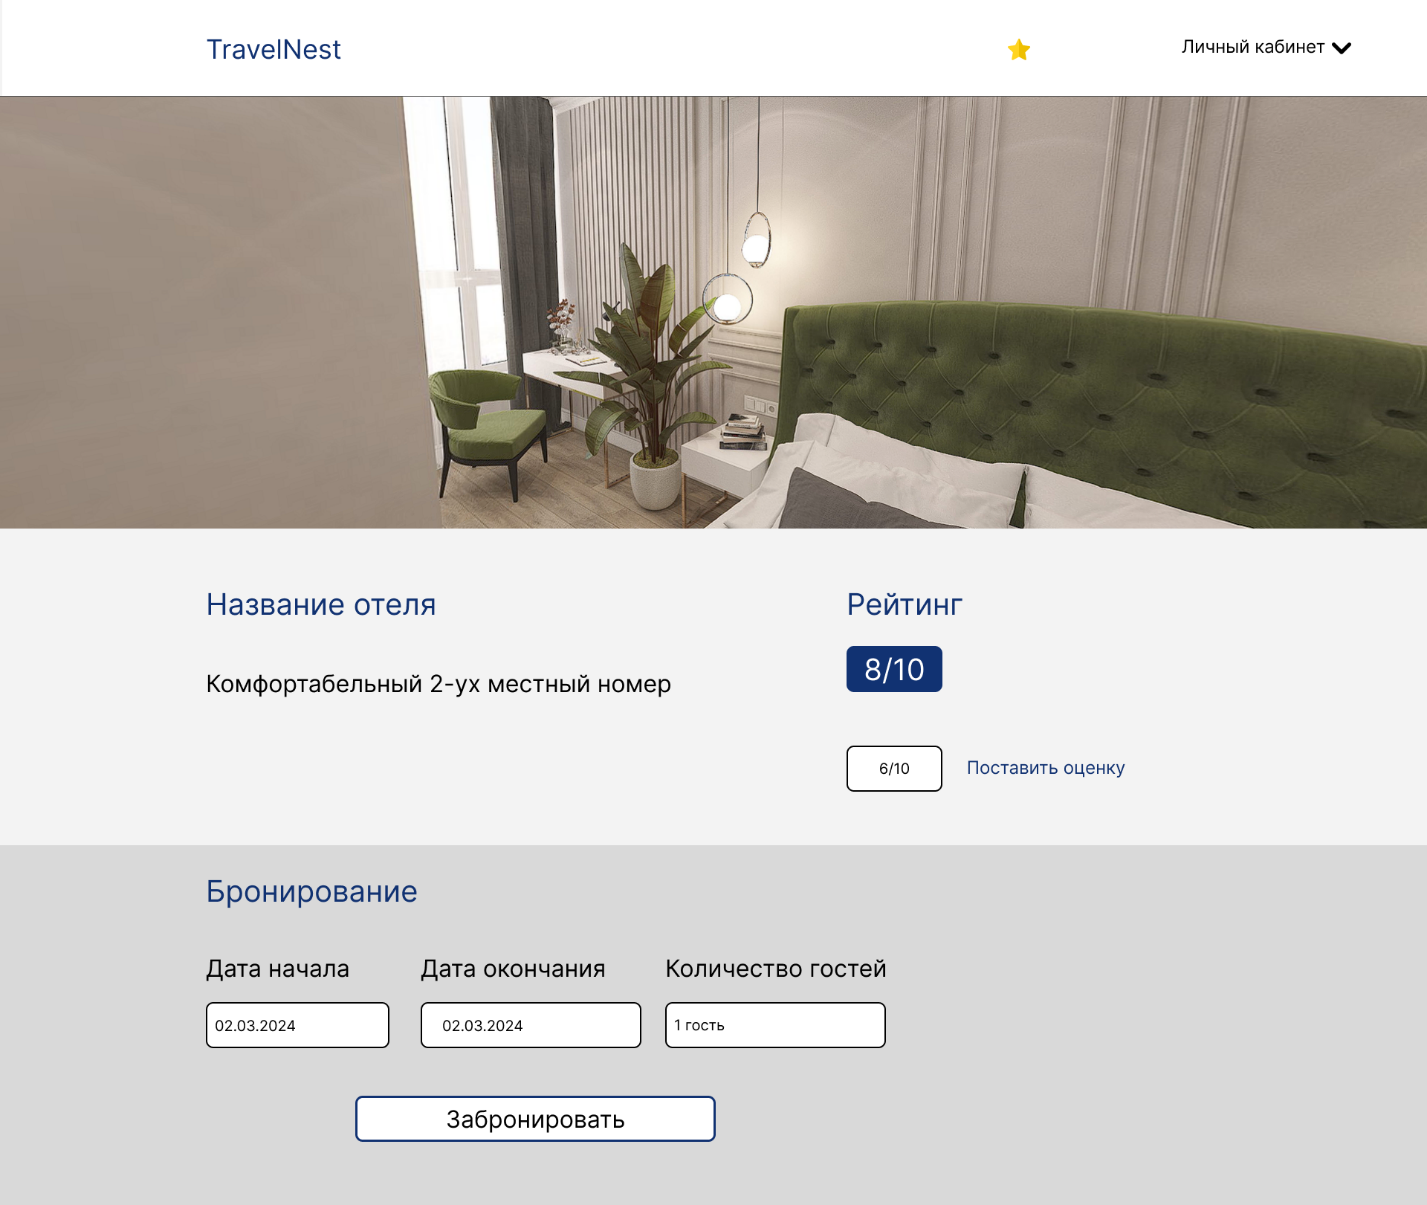 TravelNest
Личный кабинет
Название отеля
Рейтинг
8/10
Комфортабельный 2-ух местный номер
6/10
Поставить оценку
Бронирование
Дата начала
Дата окончания
Количество гостей
02.03.2024
02.03.2024
1 гость
Забронировать